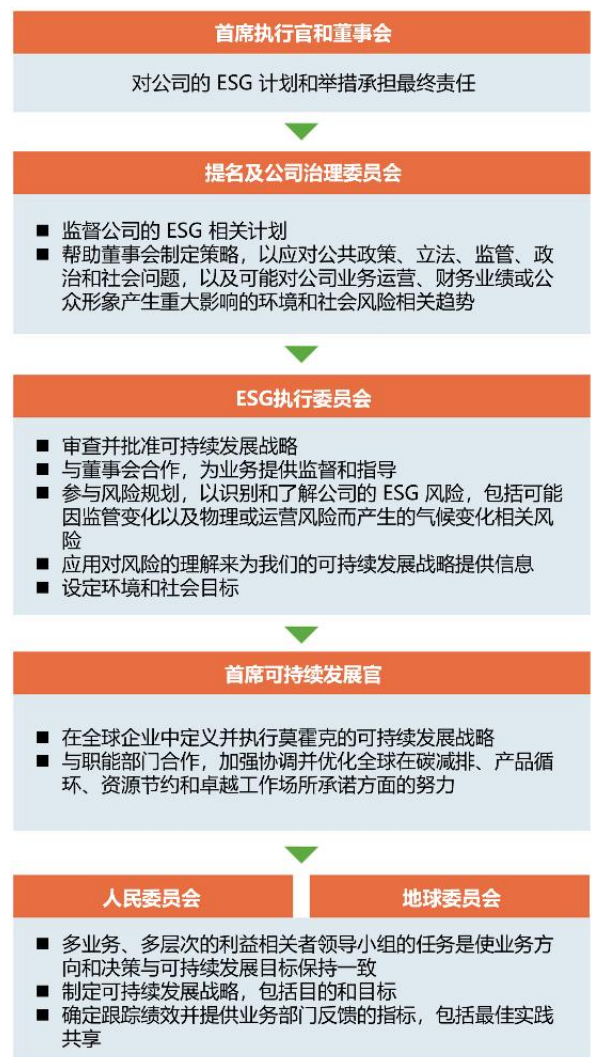 首席执行官和董事会
对公司的 ESG 计划和举措承担最终责任
提名及公司治理委员会
■ 监督公司的 ESG 相关计划
■ 帮助董事会制定策略，以应对公共政策、立法、监管、政
治和社会问题，以及可能对公司业务运营、财务业绩或公
众形象产生重大影响的环境和社会风险相关趋势
ESG执行委员会
■ 审查并批准可持续发展战略
■ 与董事会合作，为业务提供监督和指导
■ 参与风险规划，以识别和了解公司的 ESG 风险，包括可能
因监管变化以及物理或运营风险而产生的气候变化相关风
险
■ 应用对风险的理解来为我们的可持续发展战略提供信息
■ 设定环境和社会目标
首席可持续发展官
■ 在全球企业中定义并执行莫霍克的可持续发展战略
■ 与职能部门合作，加强协调并优化全球在碳减排、产品循
环、资源节约和卓越工作场所承诺方面的努力
人民委员会
地球委员会
■ 多业务、多层次的利益相关者领导小组的任务是使业务方
向和决策与可持续发展目标保持一致
■ 制定可持续发展战略，包括目的和目标
■ 确定跟踪绩效并提供业务部门反馈的指标，包括最佳实践
共享